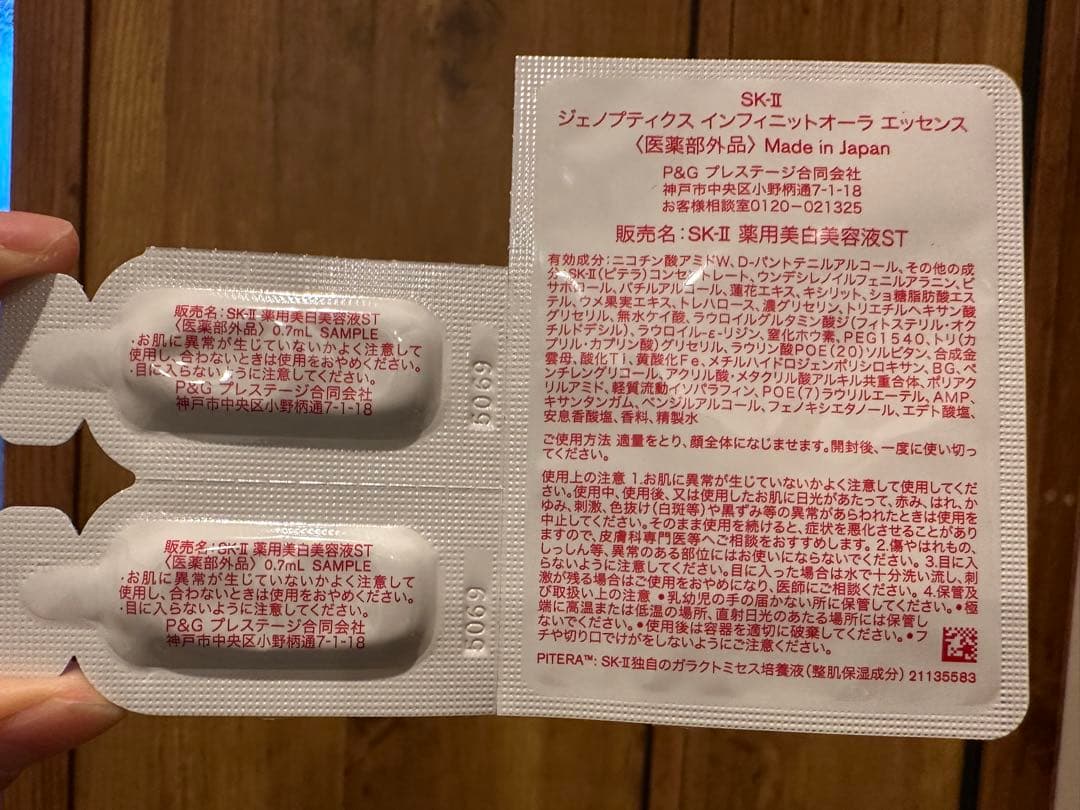 SK-Ⅱ
ジェノプティクス インフィニットオーラ エッセンス
〈医薬部外品〉 Made in Japan
P&G プレステージ合同会社
神戸市中央区小野柄通7-1-18
お客様相談室0120-021325
販売名:SK-Ⅱ 薬用美白美容液ST
有効成分:ニコチン酸アミドW、D-パントテニルアルコール、その他の成
分:SK-Ⅱ(ピテラ)コンセントレート、ウンデシレノイルフェニルアラニン、ビ
サボロール、バチルアルコール、蓮花エキス、キシリット、ショ糖脂肪酸エス
テル、ウメ果実エキス、トレハロース、濃グリセリン、トリエチルヘキサン酸
グリセリル、無水ケイ酸、ラウロイルグルタミン酸ジ(フィトステリル・オク
チルドデシル)、ラウロイル-ε-リジン、窒化ホウ素、PEG1540、トリ(カ
プリル・カプリン酸)グリセリル、ラウリン酸POE(20)ソルビタン、合成金
雲母、酸化Ti、黄酸化Fe、メチルハイドロジェンポリシロキサン、BG、ペ
ンチレングリコール、アクリル酸・メタクリル酸アルキル共重合体、ポリアク
リルアミド、軽質流動イソパラフィン、POE(7)ラウリルエーテル、AMP、
キサンタンガム、ベンジルアルコール、フェノキシエタノール、エデト酸塩、
安息香酸塩、香料、精製水
ご使用方法 適量をとり、顔全体になじませます。開封後、一度に使い切っ
てください。
使用上の注意 1.お肌に異常が生じていないかよく注意して使用してくだ
さい。使用中、使用後、又は使用したお肌に日光があたって、赤み、はれ、か
ゆみ、刺激、色抜け(白斑等)や黒ずみ等の異常があらわれたときは使用を
中止してください。そのまま使用を続けると、症状を悪化させることがあり
ますので、皮膚科専門医等へご相談をおすすめします。2.傷やはれもの、
しっしん等、異常のある部位にはお使いにならないでください。3.目に入
らないように注意してください。目に入った場合は水で十分洗い流し、刺
激が残る場合はご使用をおやめになり、医師にご相談ください。4.保管及
び取扱い上の注意 •乳幼児の手の届かない所に保管してください。•極
端に高温または低温の場所、直射日光のあたる場所には保管し
ないでください。•使用後は容器を適切に破棄してください。•フ
チや切り口でけがをしないようにご注意ください。
PITERA™: SK-Ⅱ独自のガラクトミセス培養液(整肌保湿成分) 21135583
販売名:SK-Ⅱ 薬用美白美容液ST
〈医薬部外品〉 0.7mL SAMPLE
・お肌に異常が生じていないかよく注意して
使用し、合わないときは使用をおやめください。
・目に入らないように注意してください。
P&G プレステージ合同会社
神戸市中央区小野柄通7-1-18
5069
販売名:SK-Ⅱ 薬用美白美容液ST
〈医薬部外品〉 0.7mL SAMPLE
・お肌に異常が生じていないかよく注意して
使用し、合わないときは使用をおやめください。
・目に入らないように注意してください。
P&G プレステージ合同会社
神戸市中央区小野柄通7-1-18
5069